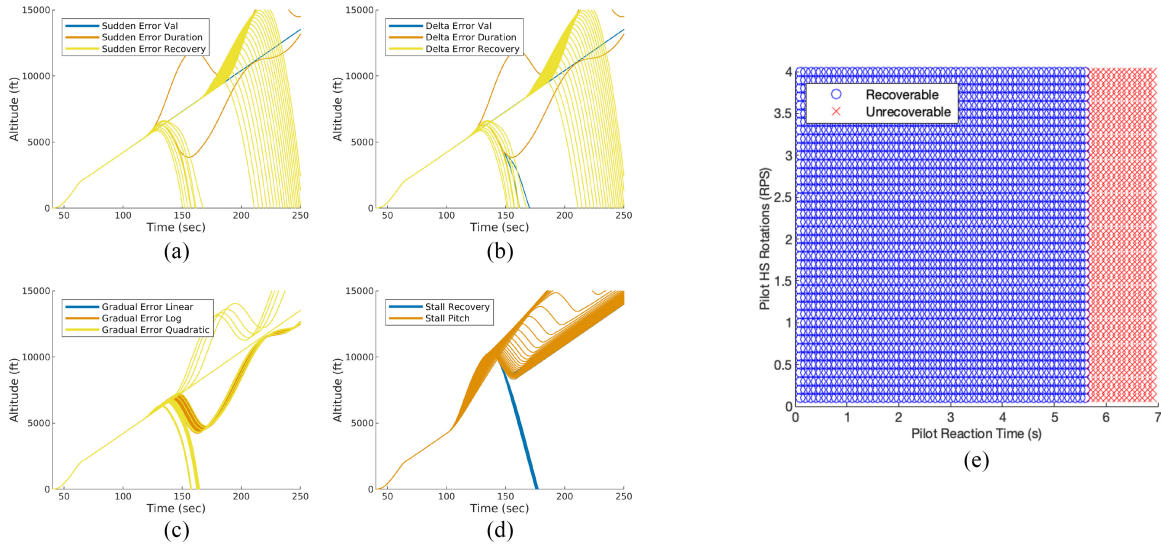 Sudden Error Val
Sudden Error Duration
Sudden Error Recovery
15000
10000
5000
0
Altitude (ft)
50 100 150 200 250
Time (sec)
(a)
Delta Error Val
Delta Error Duration
Delta Error Recovery
15000
10000
5000
0
Altitude (ft)
50 100 150 200 250
Time (sec)
(b)
Gradual Error Linear
Gradual Error Log
Gradual Error Quadratic
15000
10000
5000
0
Altitude (ft)
50 100 150 200 250
Time (sec)
(c)
Stall Recovery
Stall Pitch
15000
10000
5000
0
Altitude (ft)
50 100 150 200 250
Time (sec)
(d)
Recoverable
Unrecoverable
4
3.5
3
2.5
2
1.5
1
0.5
0
Pilot HS Rotations (RPS)
0 1 2 3 4 5 6 7
Pilot Reaction Time (s)
(e)